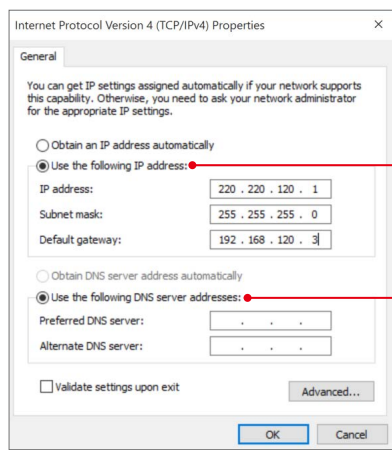 Internet Protocol Version 4 (TCP/IPv4) Properties
General
You can get IP settings assigned automatically if your network supports
this capability. Otherwise, you need to ask your network administrator
for the appropriate IP settings.
Obtain an IP address automatically
Use the following IP address:
IP address: 220 . 220 . 120 . 1
Subnet mask: 255 . 255 . 255 . 0
Default gateway: 192 . 168 . 120 . 3
Obtain DNS server address automatically
Use the following DNS server addresses:
Preferred DNS server: . . .
Alternate DNS server: . . .
Validate settings upon exit
Advanced...
OK Cancel